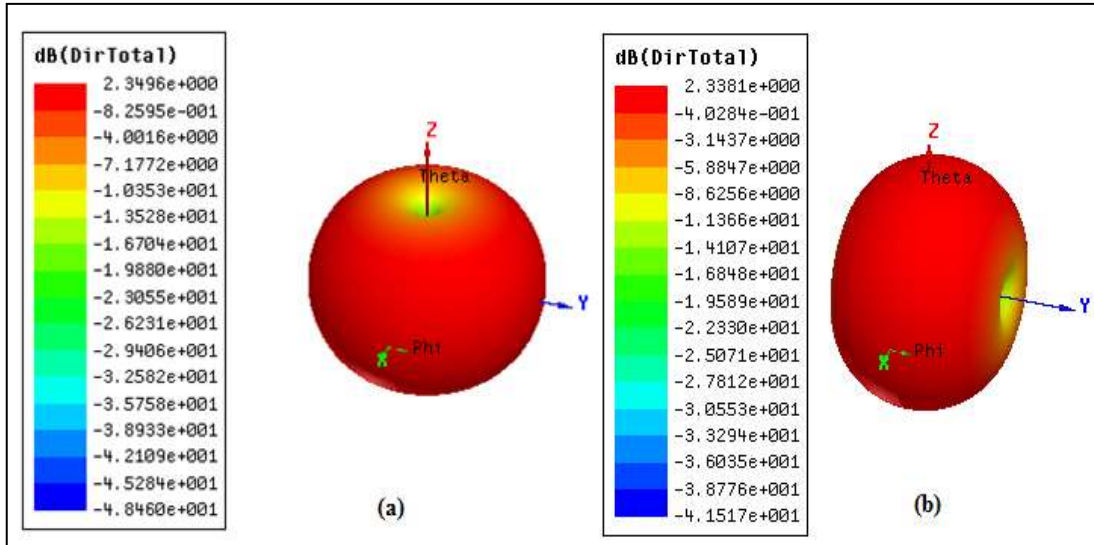 dB(DirTotal)
2.3496e+000
-8.2595e-001
-4.0016e+000
-7.1772e+000
-1.0353e+001
-1.3528e+001
-1.6704e+001
-1.9880e+001
-2.3055e+001
-2.6231e+001
-2.9406e+001
-3.2582e+001
-3.5758e+001
-3.8933e+001
-4.2109e+001
-4.5284e+001
-4.8460e+001
Z
Theta
Y
X
Phi
(a)
dB(DirTotal)
2.3381e+000
-4.0284e-001
-3.1437e+000
-5.8847e+000
-8.6256e+000
-1.1366e+001
-1.4107e+001
-1.6848e+001
-1.9589e+001
-2.2330e+001
-2.5071e+001
-2.7812e+001
-3.0553e+001
-3.3294e+001
-3.6035e+001
-3.8776e+001
-4.1517e+001
Z
Theta
Y
X
Phi
(b)